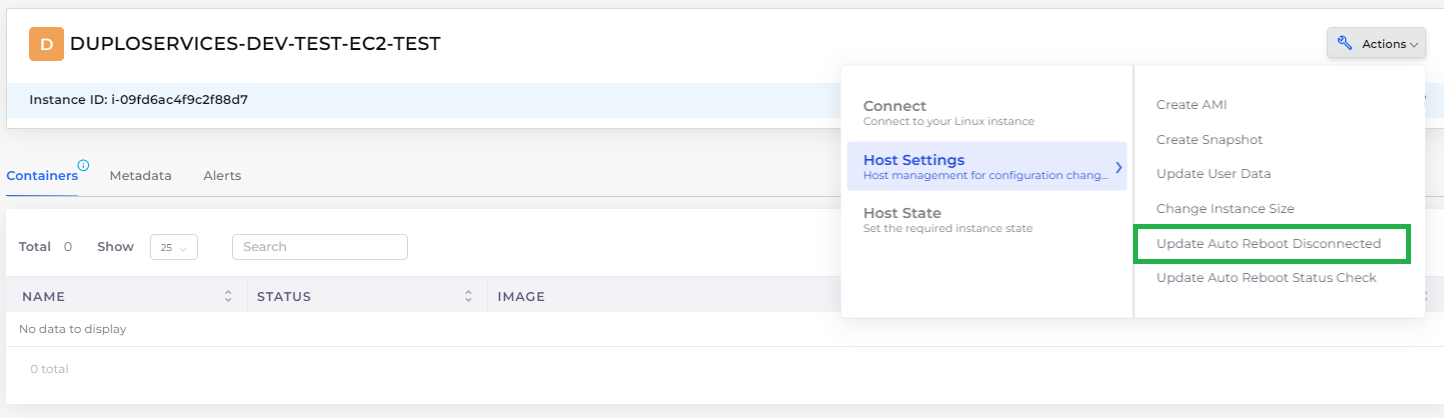 D DUPLOSERVICES-DEV-TEST-EC2-TEST
Actions
Instance ID: i-09fd6ac4f9c2f88d7
Connect
Connect to your Linux instance
Host Settings
Host management for configuration chang...
Host State
Set the required instance state
Create AMI
Create Snapshot
Update User Data
Change Instance Size
Update Auto Reboot Disconnected
Update Auto Reboot Status Check
Containers Metadata Alerts
Total 0 Show 25 Search
NAME STATUS IMAGE
No data to display
0 total